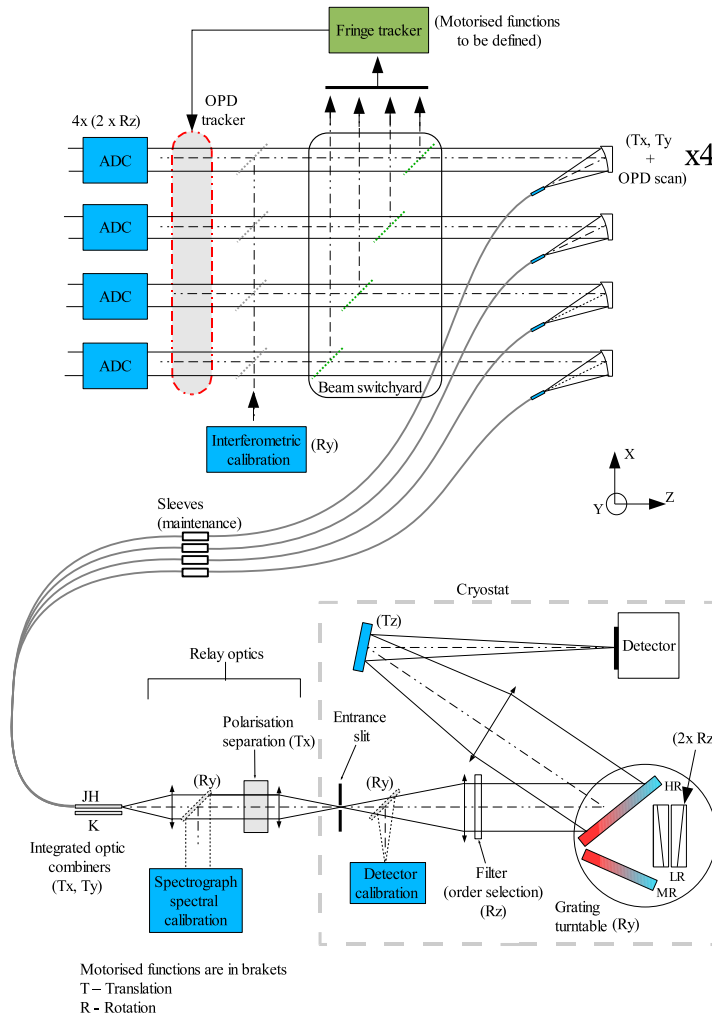 Fringe tracker
(Motorised functions
to be defined)
OPD
tracker
4x (2 x Rz)
ADC
ADC
ADC
ADC
(Tx, Ty
+
OPD scan)
x4
Beam switchyard
Interferometric
calibration
(Ry)
X
Y
Z
Sleeves
(maintenance)
Cryostat
(Tz)
Detector
Relay optics
Polarisation
separation (Tx)
Entrance
slit
(Ry)
(Ry)
(2x Rz)
HR
LR
MR
JH
K
Integrated optic
combiners
(Tx, Ty)
Spectrograph
spectral
calibration
Detector
calibration
Filter
(order selection)
(Rz)
Grating
turntable (Ry)
Motorised functions are in brakets
T – Translation
R - Rotation